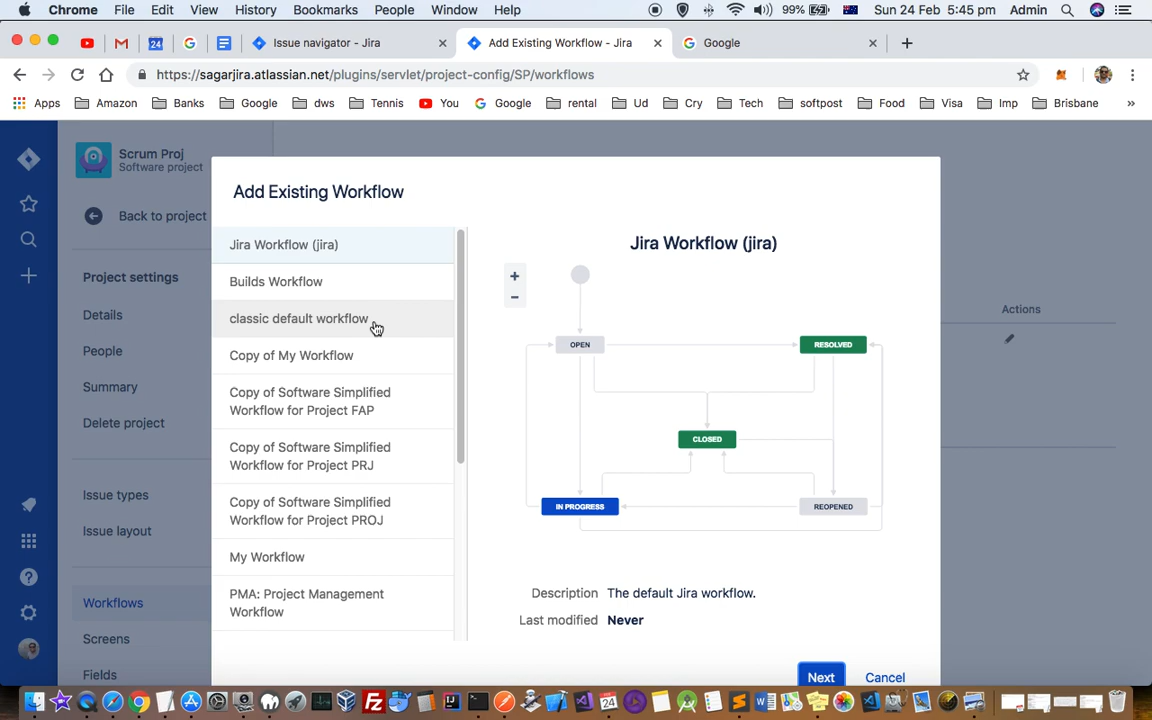 Chrome File Edit View History Bookmarks People Window Help 99% Sun 24 Feb 5:45 pm Admin
24 Issue navigator - Jira Add Existing Workflow - Jira Google
https://sagarjira.atlassian.net/plugins/servlet/project-config/SP/workflows
Apps Amazon Banks Google dws Tennis You Google rental Ud Cry Tech softpost Food Visa Imp Brisbane »
Scrum Proj
Software project
Back to project
Project settings
Details
People
Summary
Delete project
Issue types
Issue layout
Workflows
Screens
Fields
Actions
Add Existing Workflow
Jira Workflow (jira)
Builds Workflow
classic default workflow
Copy of My Workflow
Copy of Software Simplified
Workflow for Project FAP
Copy of Software Simplified
Workflow for Project PRJ
Copy of Software Simplified
Workflow for Project PROJ
My Workflow
PMA: Project Management
Workflow
Jira Workflow (jira)
+
−
OPEN RESOLVED
CLOSED
IN PROGRESS REOPENED
Description The default Jira workflow.
Last modified Never
Next Cancel
24